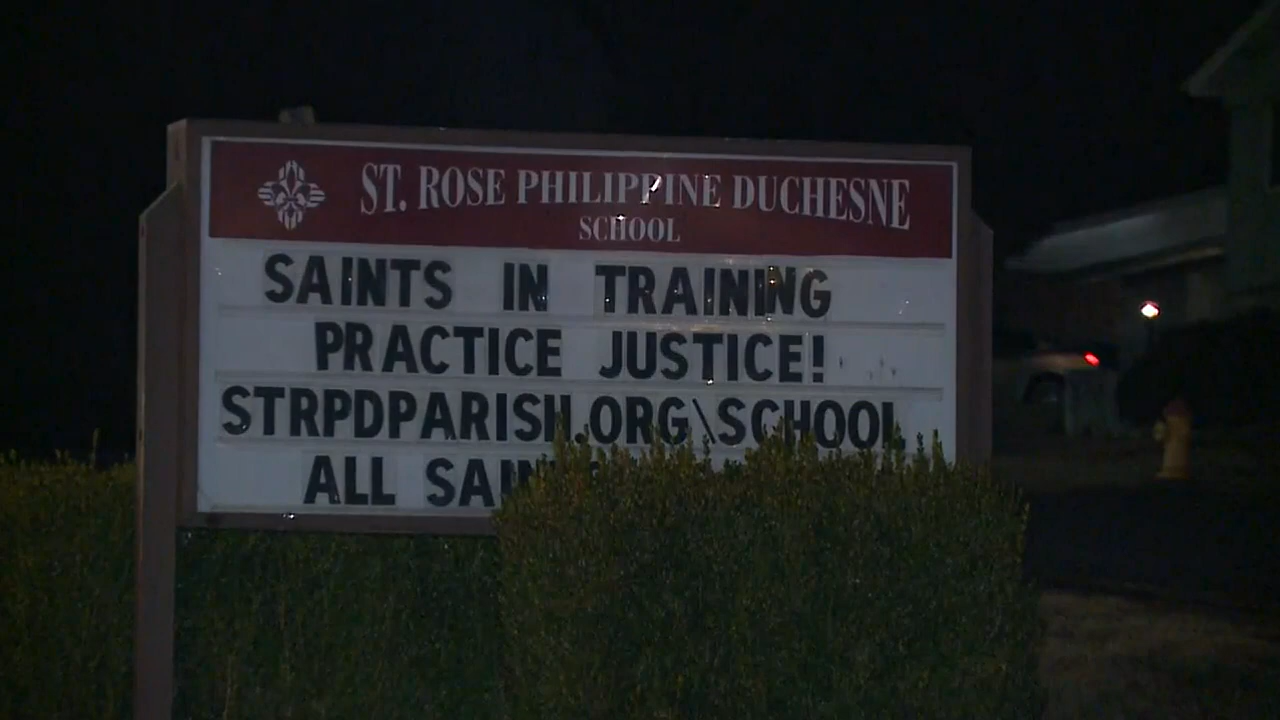 ST. ROSE PHILIPPINE DUCHESNE
SCHOOL
SAINTS IN TRAINING
PRACTICE JUSTICE!
STRPDPARISH.ORG\SCHOOL
ALL